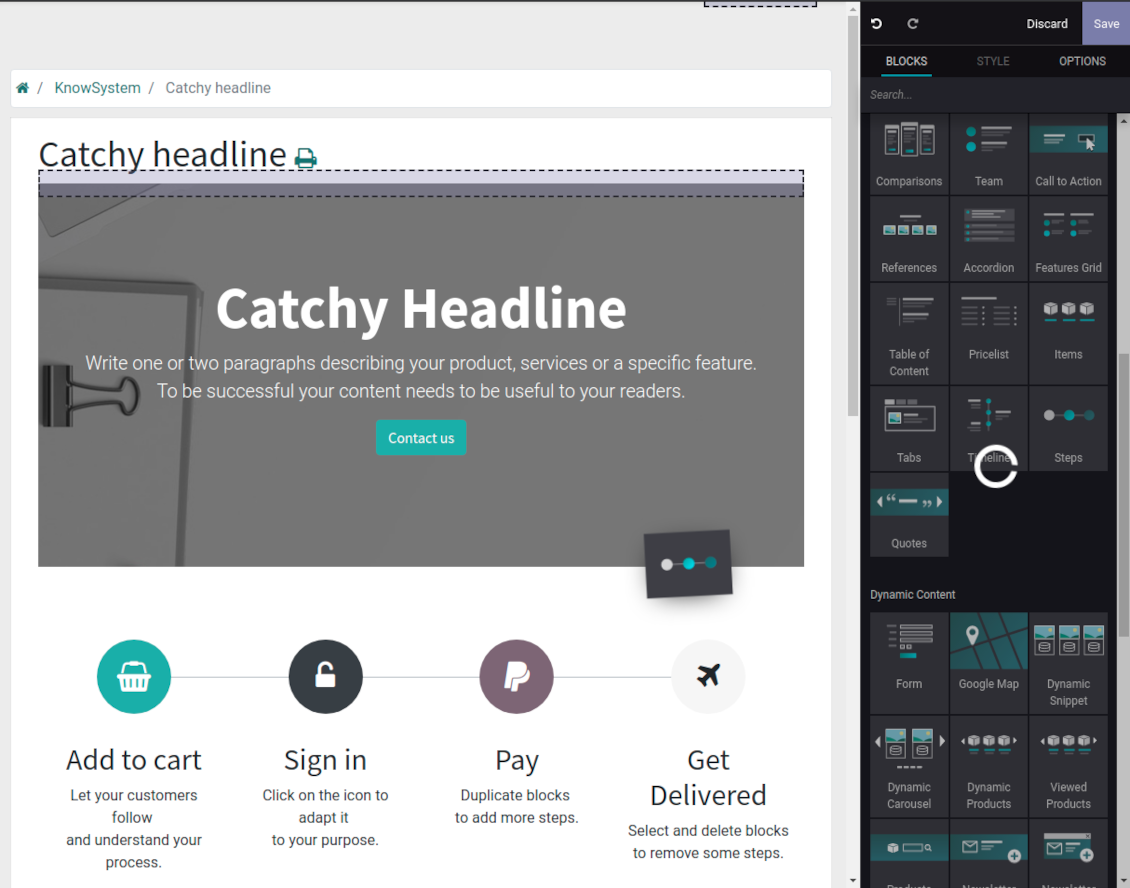 Discard Save
BLOCKS STYLE OPTIONS
Search...
/ KnowSystem / Catchy headline
Catchy headline
Catchy Headline
Write one or two paragraphs describing your product, services or a specific feature.
To be successful your content needs to be useful to your readers.
Contact us
Add to cart
Let your customers
follow
and understand your
process.
Sign in
Click on the icon to
adapt it
to your purpose.
Pay
Duplicate blocks
to add more steps.
Get
Delivered
Select and delete blocks
to remove some steps.
Comparisons Team Call to Action
References Accordion Features Grid
Table of
Content
Pricelist Items
Tabs Timeline Steps
Quotes
Dynamic Content
Form Google Map
Dynamic
Snippet
Dynamic
Carousel
Dynamic
Products
Viewed
Products